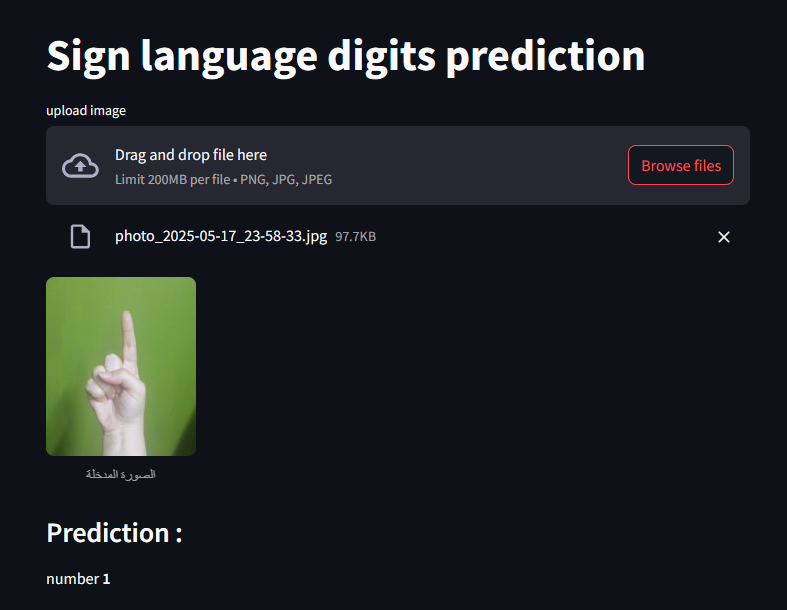 Sign language digits prediction
upload image
Drag and drop file here
Limit 200MB per file • PNG, JPG, JPEG
Browse files
photo_2025-05-17_23-58-33.jpg 97.7KB
الصورة المدخلة
Prediction :
number 1